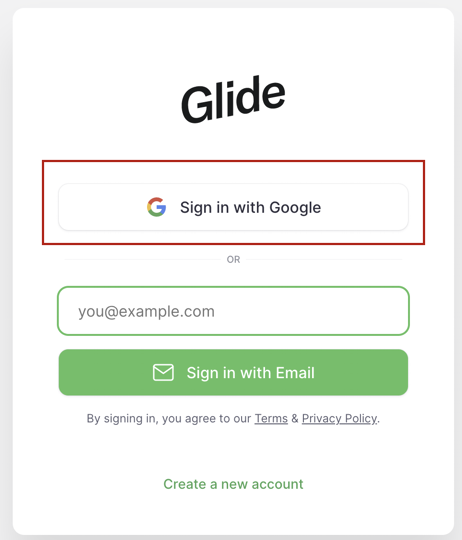 Glide
Sign in with Google
OR
you@example.com
Sign in with Email
By signing in, you agree to our Terms & Privacy Policy.
Create a new account